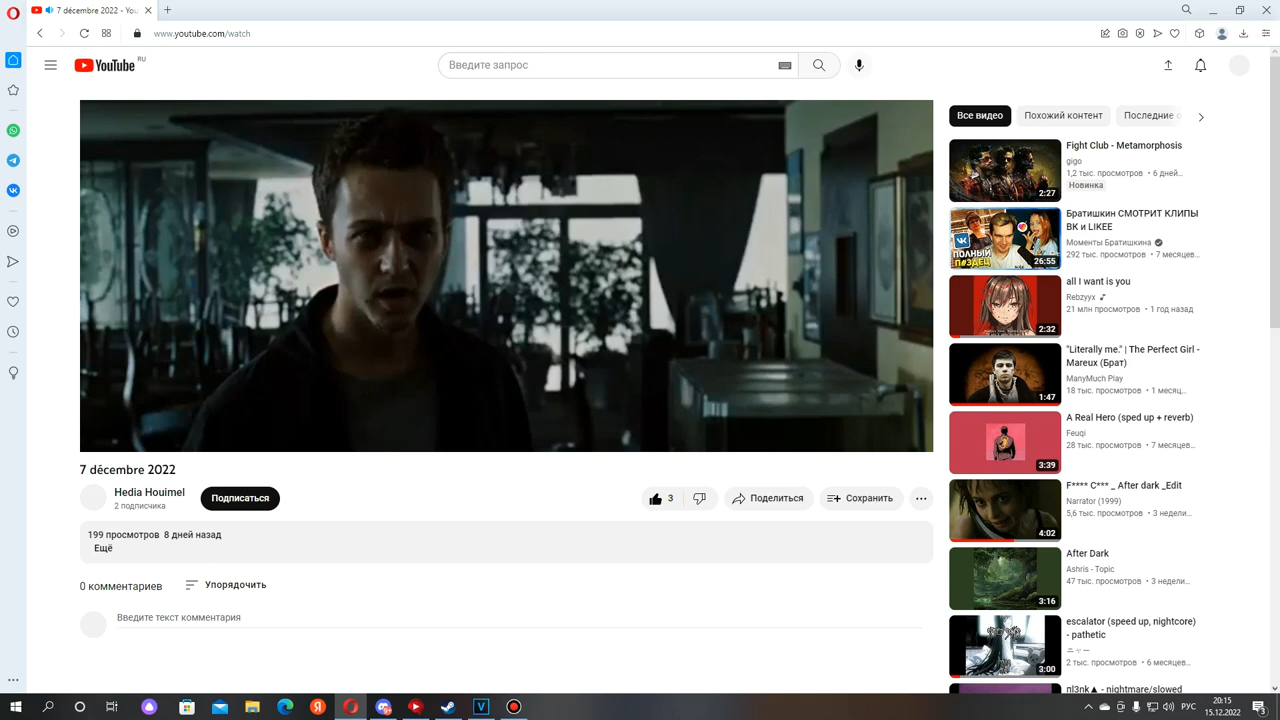 7 décembre 2022 - You
www.youtube.com/watch
YouTube RU
Введите запрос
Все видео
Похожий контент
Последние о
Fight Club - Metamorphosis
gigo
1,2 тыс. просмотров • 6 дней...
Новинка
2:27
Братишкин СМОТРИТ КЛИПЫ
ВК и LIKEE
Моменты Братишкина
292 тыс. просмотров • 7 месяцев...
ПОЛНЫЙ
П#ЗДЕЦ
26:55
all I want is you
Rebzyyx
21 млн просмотров • 1 год назад
2:32
"Literally me." | The Perfect Girl -
Mareux (Брат)
ManyMuch Play
18 тыс. просмотров • 1 месяц...
1:47
A Real Hero (sped up + reverb)
Feuqi
28 тыс. просмотров • 7 месяцев...
3:39
F**** C*** _ After dark _Edit
Narrator (1999)
5,6 тыс. просмотров • 3 недели...
4:02
After Dark
Ashris - Topic
47 тыс. просмотров • 3 недели...
3:16
escalator (speed up, nightcore)
- pathetic
ニャー
2 тыс. просмотров • 6 месяцев...
3:00
пl3nk▲ - nightmare/slowed
7 décembre 2022
Hedia Houimel
2 подписчика
Подписаться
3
Поделиться
Сохранить
199 просмотров 8 дней назад
Ещё
0 комментариев
Упорядочить
Введите текст комментария
РУС
20:15
15.12.2022
3